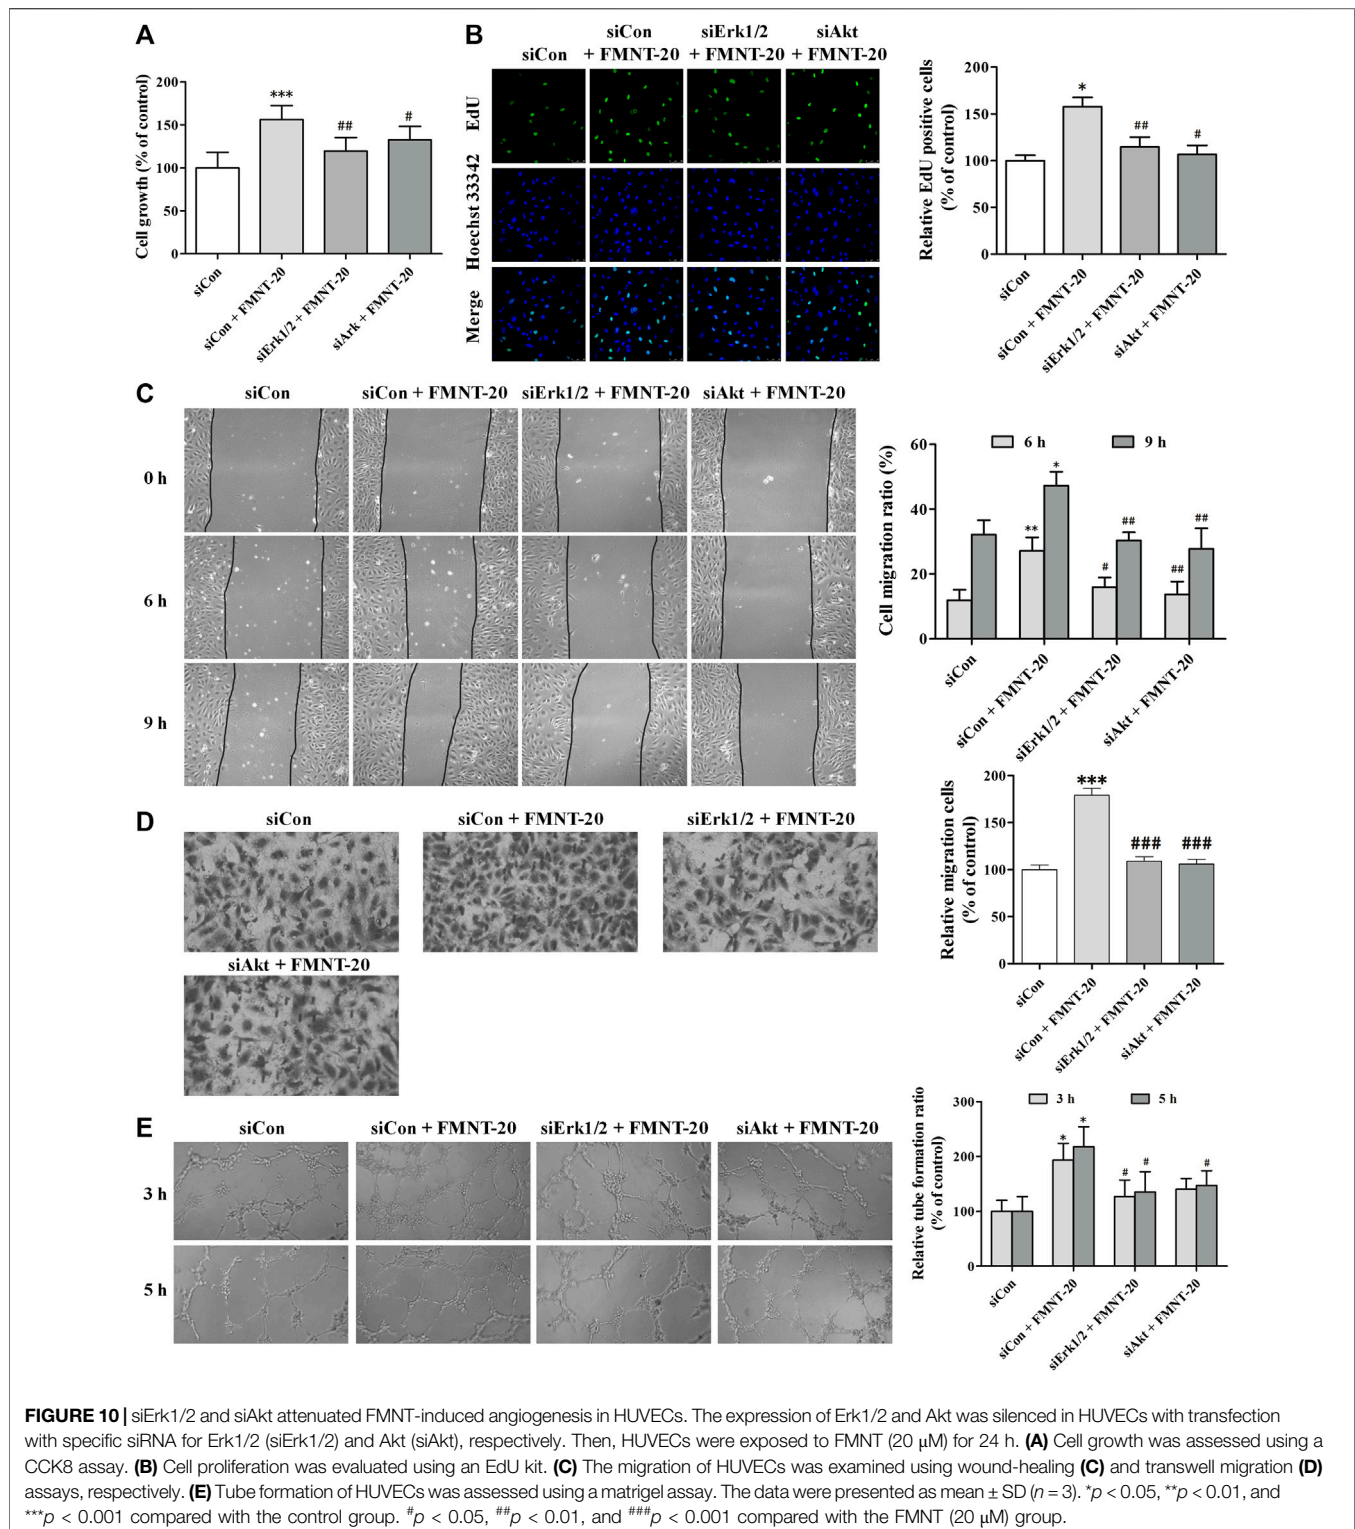 A
Cell growth (% of control)
200
150
100
50
0
***
##
#
siCon
siCon + FMNT-20
siErk1/2 + FMNT-20
siArk + FMNT-20
B
siCon siErk1/2 siAkt
siCon + FMNT-20 + FMNT-20 + FMNT-20
EdU
Hoechst 33342
Merge
Relative EdU positive cells
(% of control)
200
150
100
50
0
*
##
#
siCon
siCon + FMNT-20
siErk1/2 + FMNT-20
siAkt + FMNT-20
C
siCon siCon + FMNT-20 siErk1/2 + FMNT-20 siAkt + FMNT-20
0 h
6 h
9 h
Cell migration ratio (%)
60
40
20
0
6 h 9 h
**
*
#
##
##
##
siCon
siCon + FMNT-20
siErk1/2 + FMNT-20
siAkt + FMNT-20
D
siCon siCon + FMNT-20 siErk1/2 + FMNT-20
siAkt + FMNT-20
Relative migration cells
(% of control)
200
150
100
50
0
***
###
###
siCon
siCon + FMNT-20
siErk1/2 + FMNT-20
siAkt + FMNT-20
E
siCon siCon + FMNT-20 siErk1/2 + FMNT-20 siAkt + FMNT-20
3 h
5 h
Relative tube formation ratio
(% of control)
300
200
100
0
3 h 5 h
*
*
#
#
#
siCon
siCon + FMNT-20
siErk1/2 + FMNT-20
siAkt + FMNT-20
FIGURE 10 | siErk1/2 and siAkt attenuated FMNT-induced angiogenesis in HUVECs. The expression of Erk1/2 and Akt was silenced in HUVECs with transfection
with specific siRNA for Erk1/2 (siErk1/2) and Akt (siAkt), respectively. Then, HUVECs were exposed to FMNT (20 μM) for 24 h. (A) Cell growth was assessed using a
CCK8 assay. (B) Cell proliferation was evaluated using an EdU kit. (C) The migration of HUVECs was examined using wound-healing (C) and transwell migration (D)
assays, respectively. (E) Tube formation of HUVECs was assessed using a matrigel assay. The data were presented as mean ± SD (n = 3). *p < 0.05, **p < 0.01, and
***p < 0.001 compared with the control group. #p < 0.05, ##p < 0.01, and ###p < 0.001 compared with the FMNT (20 μM) group.